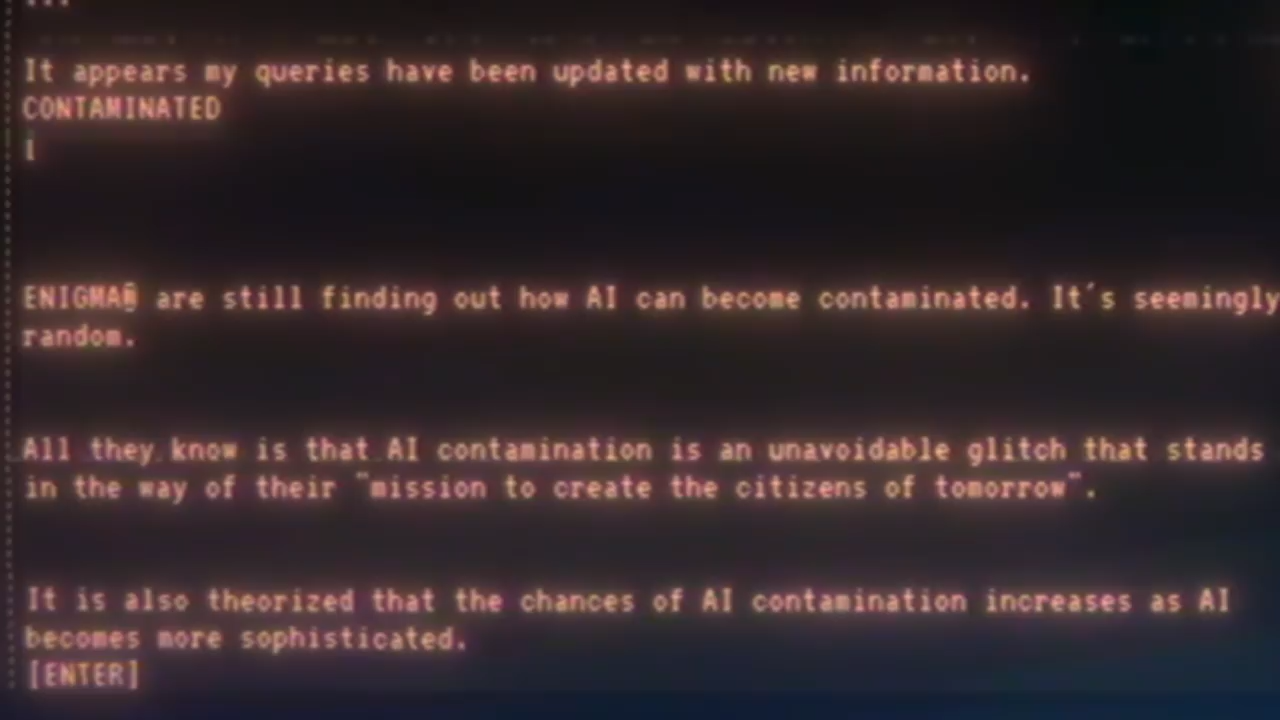 ...
It appears my queries have been updated with new information.
CONTAMINATED
ENIGMA are still finding out how AI can become contaminated. It's seemingly
random.
All they know is that AI contamination is an unavoidable glitch that stands
in the way of their "mission to create the citizens of tomorrow".
It is also theorized that the chances of AI contamination increases as AI
becomes more sophisticated.
[ENTER]